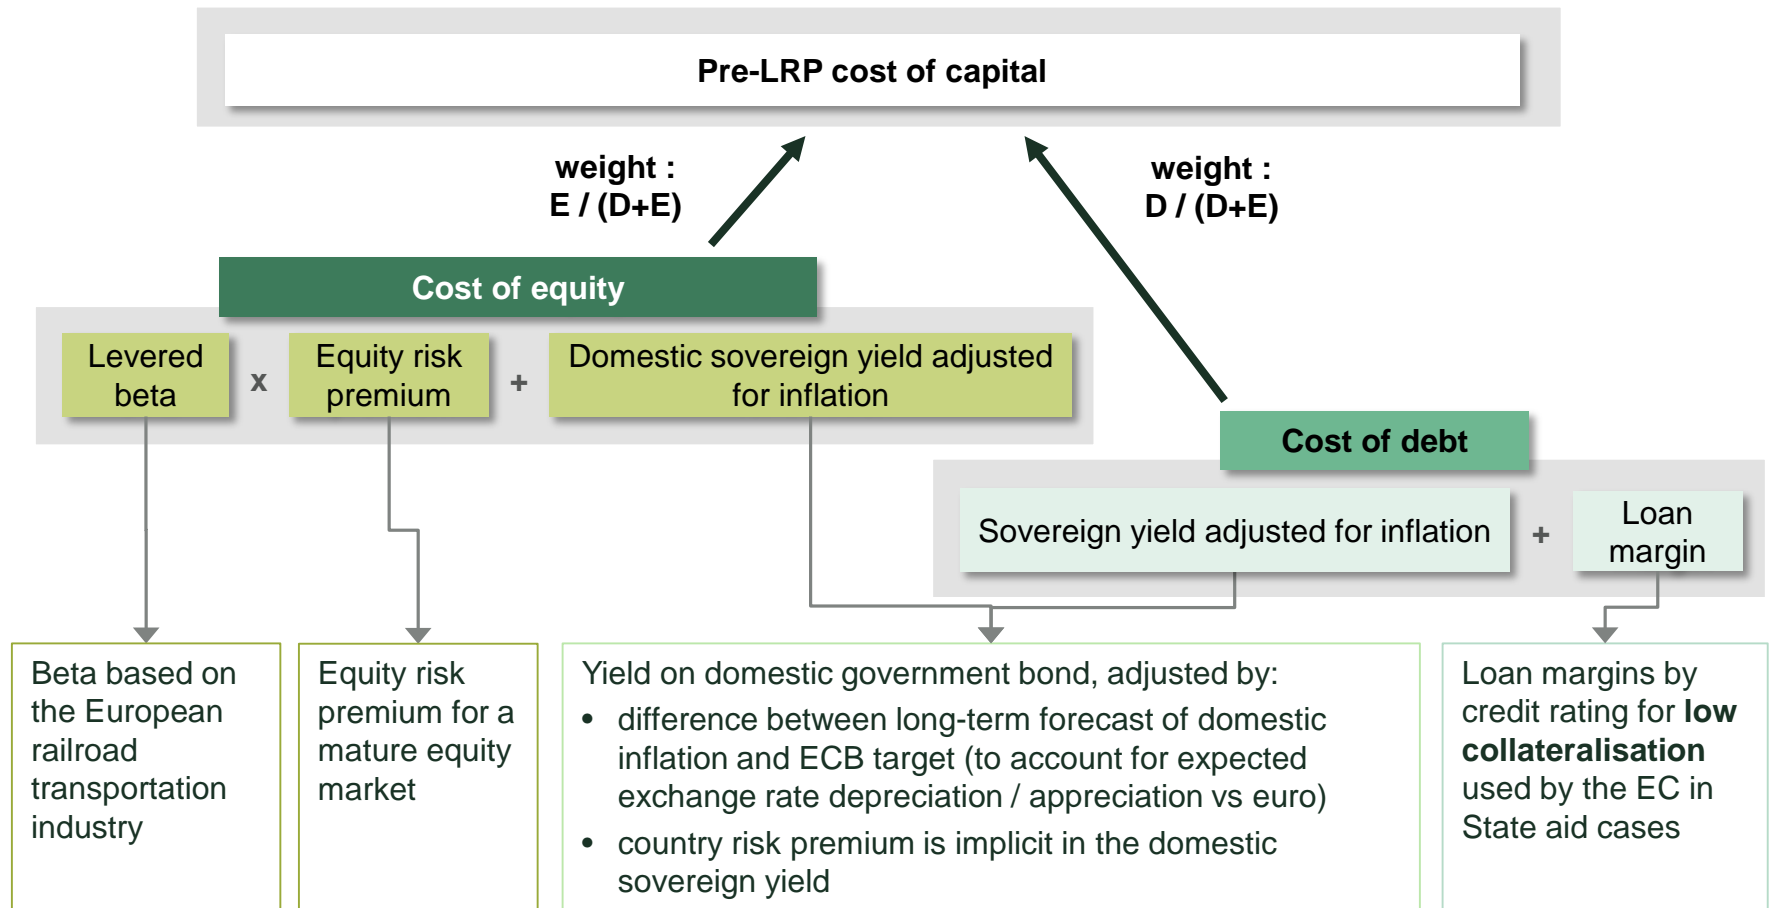 Pre-LRP cost of capital
weight :
E / (D+E)
weight :
D / (D+E)
Cost of equity
Levered
beta
x
Equity risk
premium
+
Domestic sovereign yield adjusted
for inflation
Cost of debt
Sovereign yield adjusted for inflation
+
Loan
margin
Beta based on
the European
railroad
transportation
industry
Equity risk
premium for a
mature equity
market
Yield on domestic government bond, adjusted by:
• difference between long-term forecast of domestic
inflation and ECB target (to account for expected
exchange rate depreciation / appreciation vs euro)
• country risk premium is implicit in the domestic
sovereign yield
Loan margins by
credit rating for low
collateralisation
used by the EC in
State aid cases